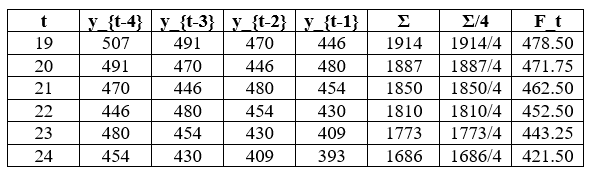 t y_{t-4} y_{t-3} y_{t-2} y_{t-1} Σ Σ/4 F_t
19 507 491 470 446 1914 1914/4 478.50
20 491 470 446 480 1887 1887/4 471.75
21 470 446 480 454 1850 1850/4 462.50
22 446 480 454 430 1810 1810/4 452.50
23 480 454 430 409 1773 1773/4 443.25
24 454 430 409 393 1686 1686/4 421.50